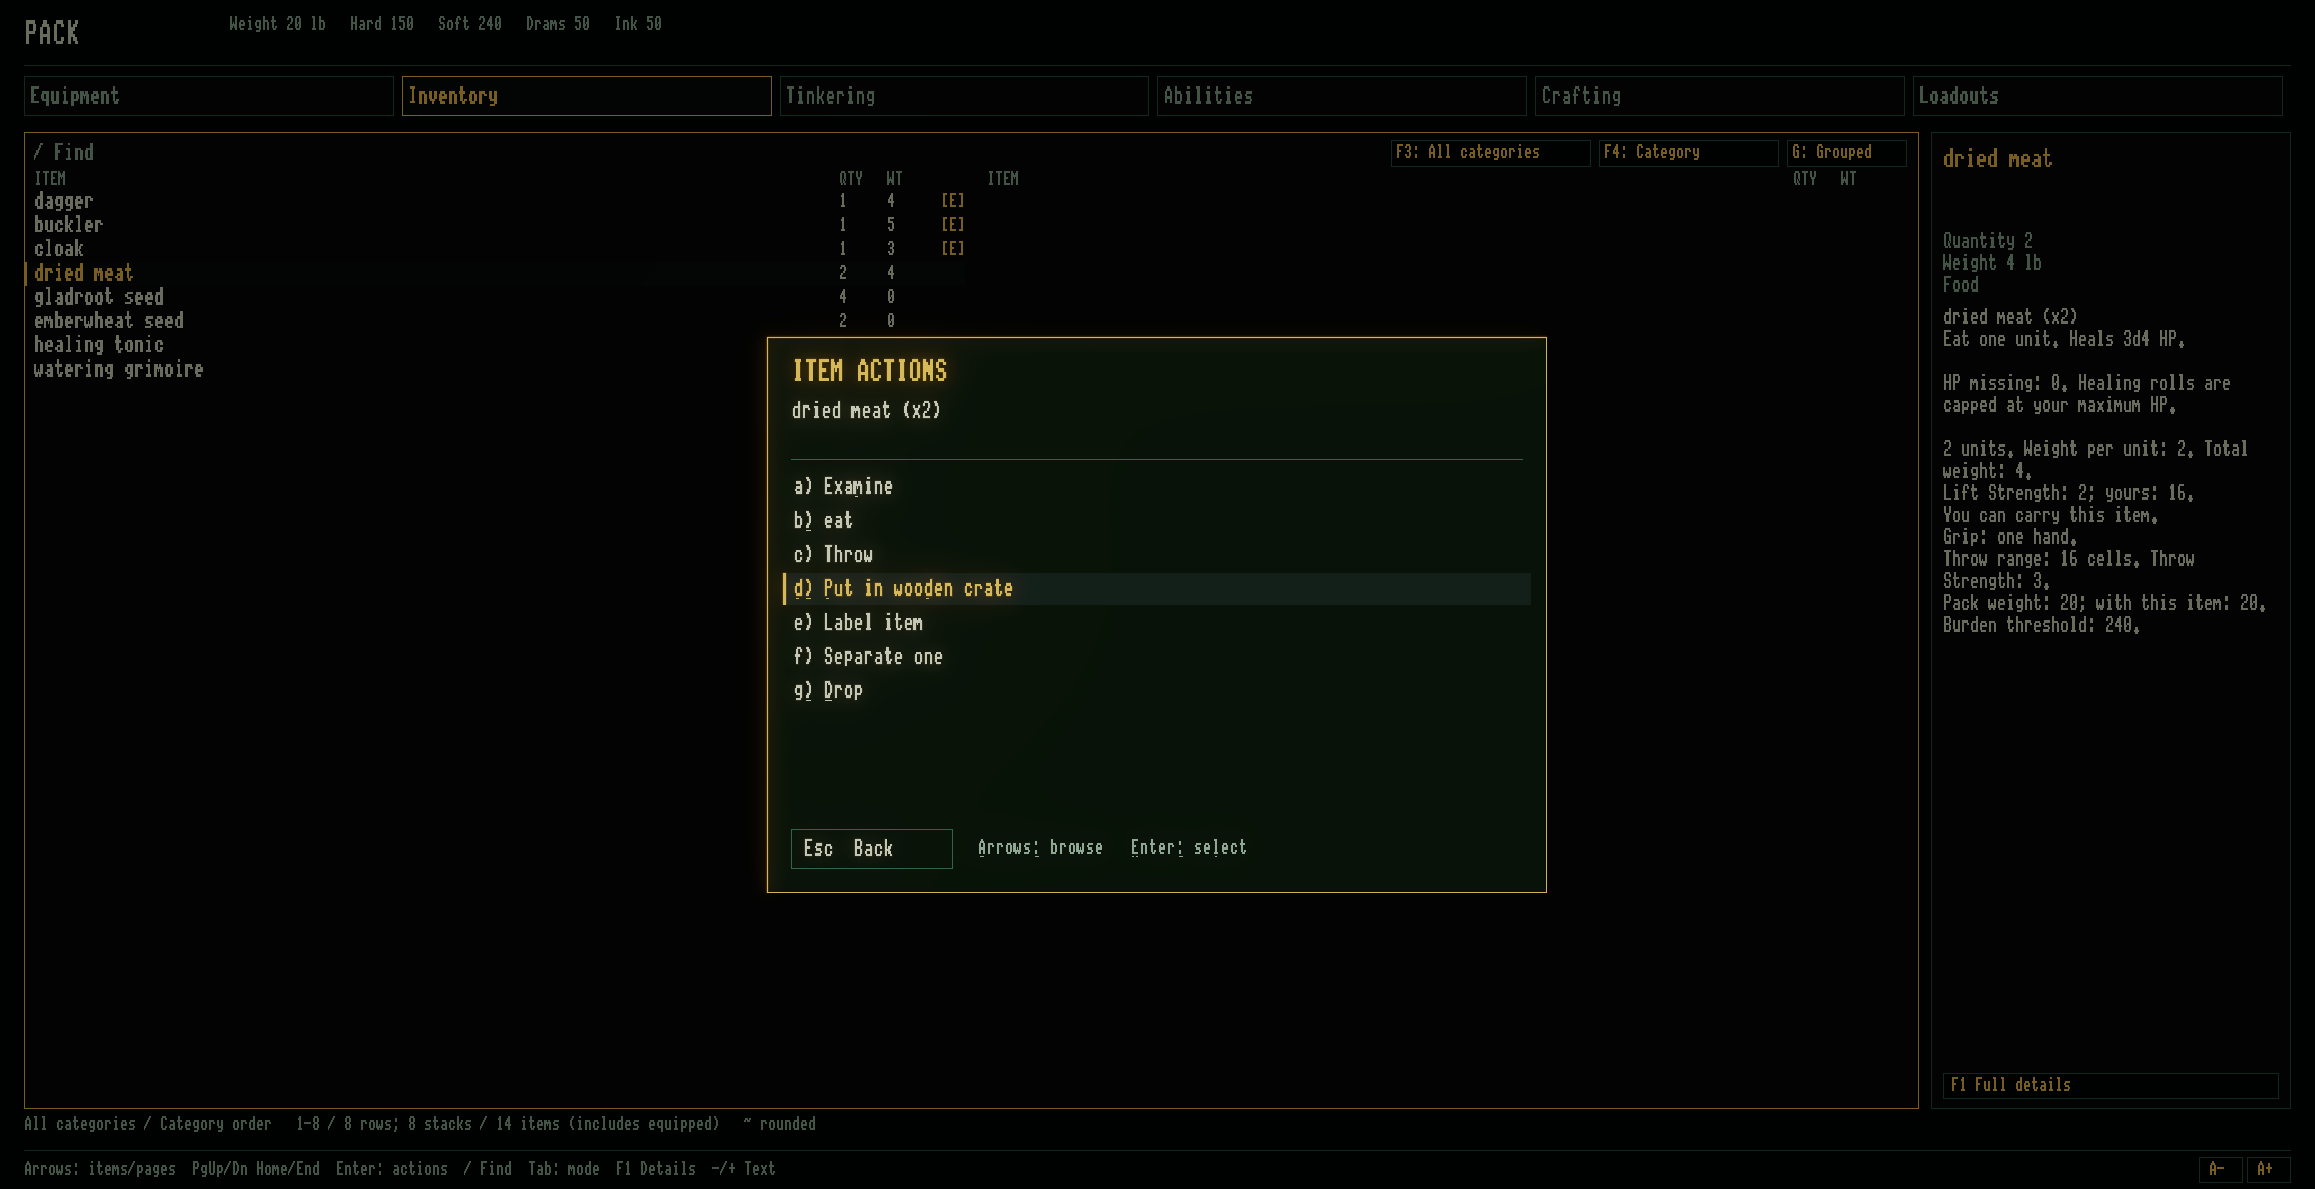 PACK
Weight 20 lb Hard 150 Soft 240 Drams 50 Ink 50
Equipment Inventory Tinkering Abilities Crafting Loadouts
/ Find F3: All categories F4: Category G: Grouped
ITEM QTY WT ITEM QTY WT
dagger 1 4 [E]
buckler 1 5 [E]
cloak 1 3 [E]
dried meat 2 4
gladroot seed 4 0
emberwheat seed 2 0
healing tonic
watering grimoire
ITEM ACTIONS
dried meat (x2)
a) Examine
b) eat
c) Throw
d) Put in wooden crate
e) Label item
f) Separate one
g) Drop
Esc Back Arrows: browse Enter: select
dried meat
Quantity 2
Weight 4 lb
Food
dried meat (x2)
Eat one unit. Heals 3d4 HP.
HP missing: 0. Healing rolls are
capped at your maximum HP.
2 units. Weight per unit: 2. Total
weight: 4.
Lift Strength: 2; yours: 16.
You can carry this item.
Grip: one hand.
Throw range: 16 cells. Throw
Strength: 3.
Pack weight: 20; with this item: 20.
Burden threshold: 240.
F1 Full details
All categories / Category order 1-8 / 8 rows; 8 stacks / 14 items (includes equipped) ~ rounded
Arrows: items/pages PgUp/Dn Home/End Enter: actions / Find Tab: mode F1 Details -/+ Text A- A+